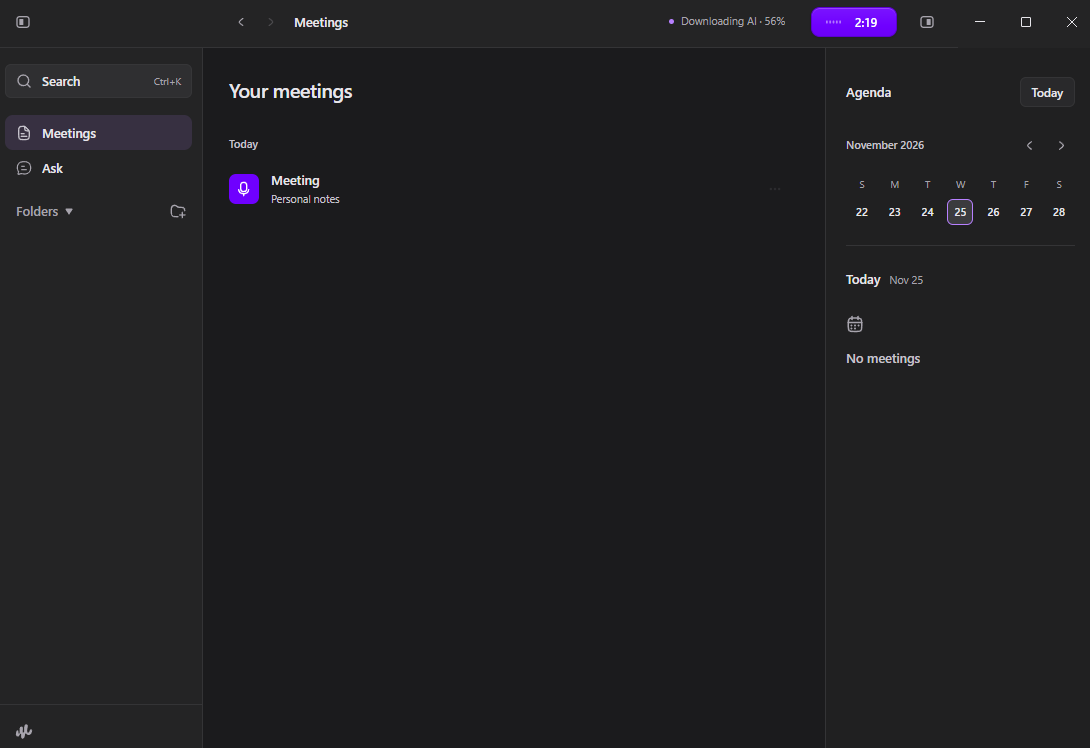 Meetings
Downloading AI · 56%
2:19
Search
Ctrl+K
Meetings
Ask
Folders
Your meetings
Today
Meeting
Personal notes
Agenda
Today
November 2026
S M T W T F S
22 23 24 25 26 27 28
Today Nov 25
No meetings